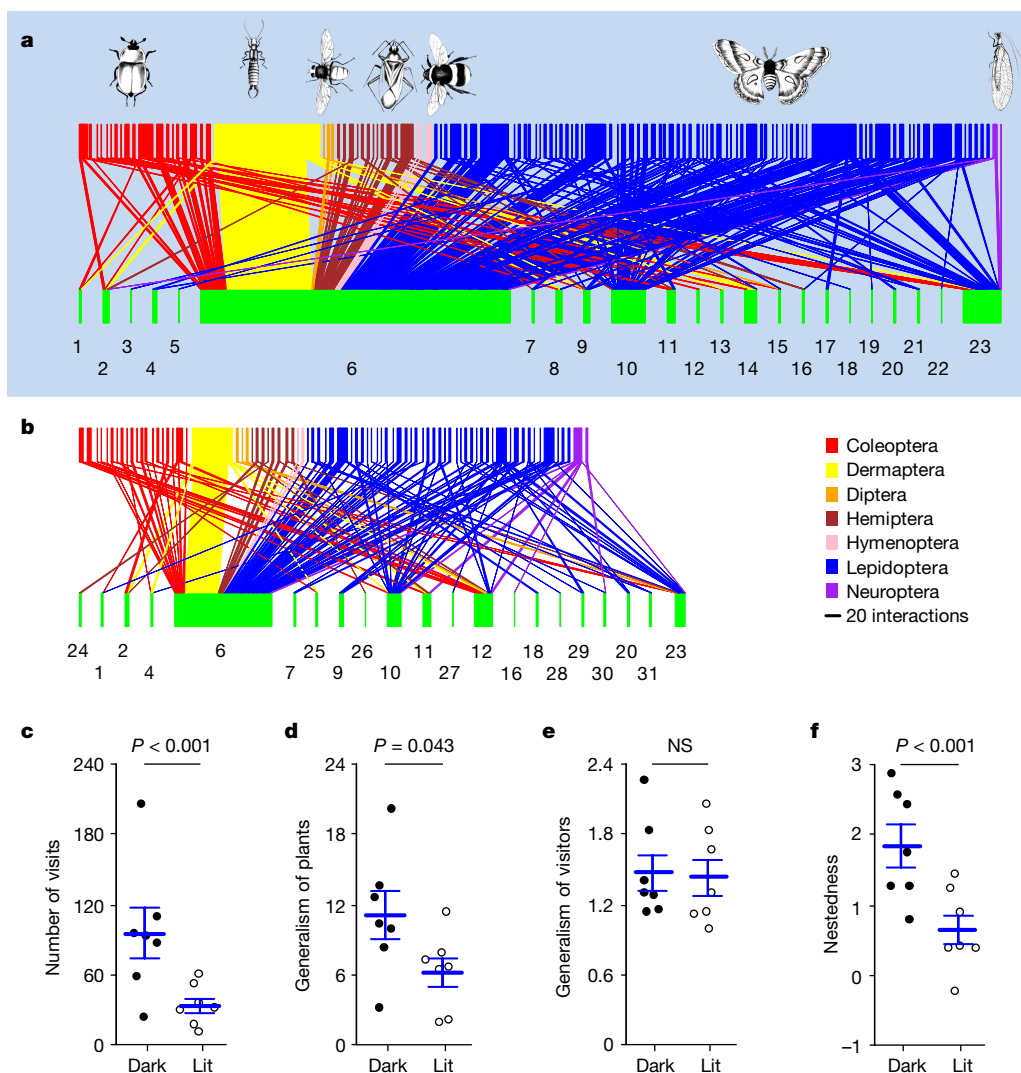 a
1 3 5 7 9 11 13 15 17 19 21 23
2 4 6 8 10 12 14 16 18 20 22
b
Coleoptera
Dermaptera
Diptera
Hemiptera
Hymenoptera
Lepidoptera
Neuroptera
20 interactions
24 2 6 25 26 11 12 18 29 20 23
1 4 7 9 10 27 16 28 30 31
c
P < 0.001
Number of visits
240
180
120
60
0
Dark Lit
d
P = 0.043
Generalism of plants
24
18
12
6
0
Dark Lit
e
NS
Generalism of visitors
2.4
1.8
1.2
0.6
0
Dark Lit
f
P < 0.001
Nestedness
3
2
1
0
−1
Dark Lit